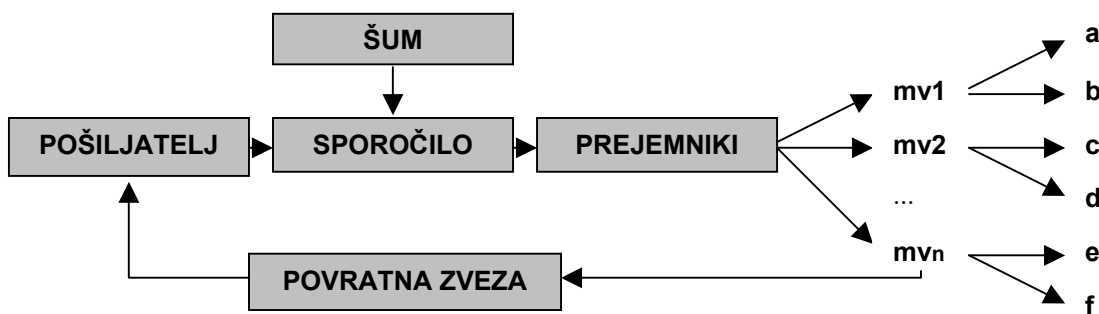 ŠUM
a
mv1
b
POŠILJATELJ
SPOROČILO
PREJEMNIKI
mv2
c
d
...
mvn
e
POVRATNA ZVEZA
f